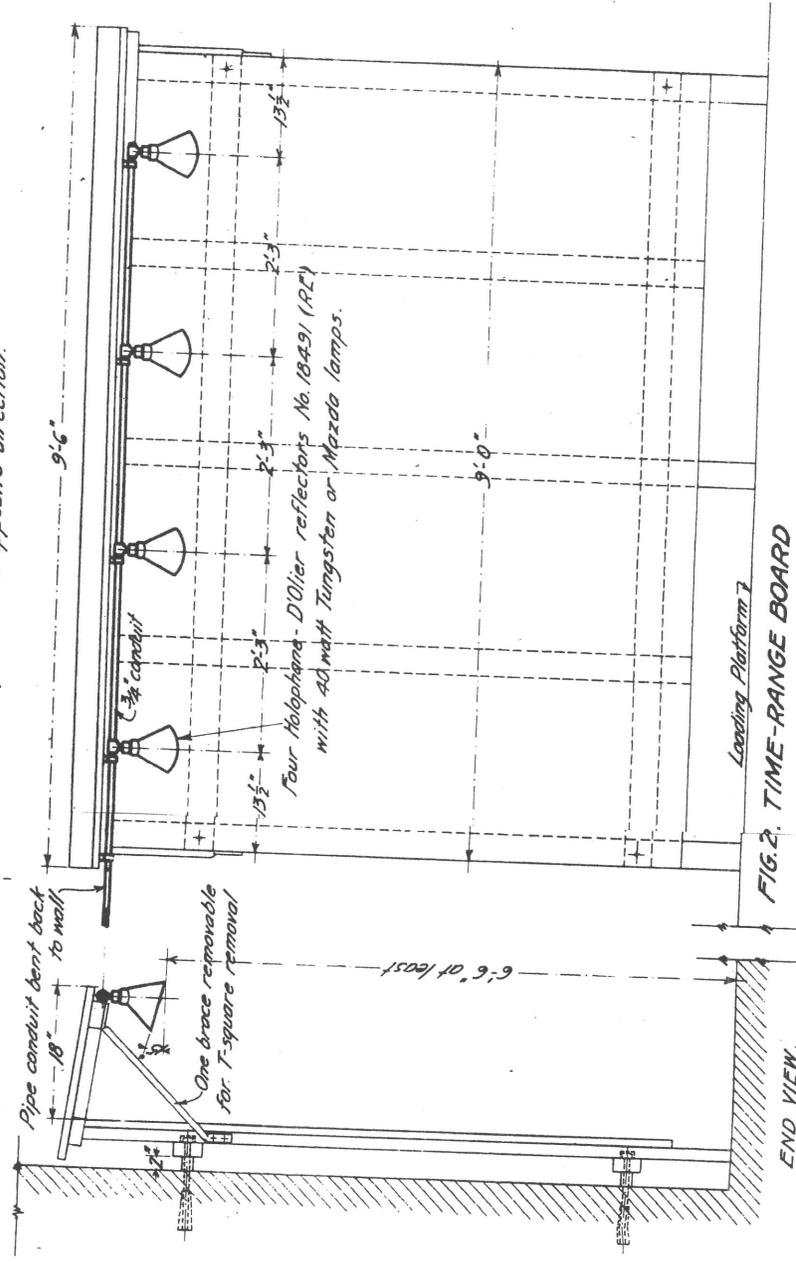 9'-6"
3/4" conduit
13½"
2'-3"
2'-3"
2'-3"
13½"
Four Holophane-D'Olier reflectors No. 18491 (RE)
with 40 watt Tungsten or Mazda lamps.
9'-0"
Loading Platform
FIG. 2. TIME-RANGE BOARD
Pipe conduit bent back
to wall
18"
One brace removable
for T-square removal
6'-6" at least
2"
END VIEW